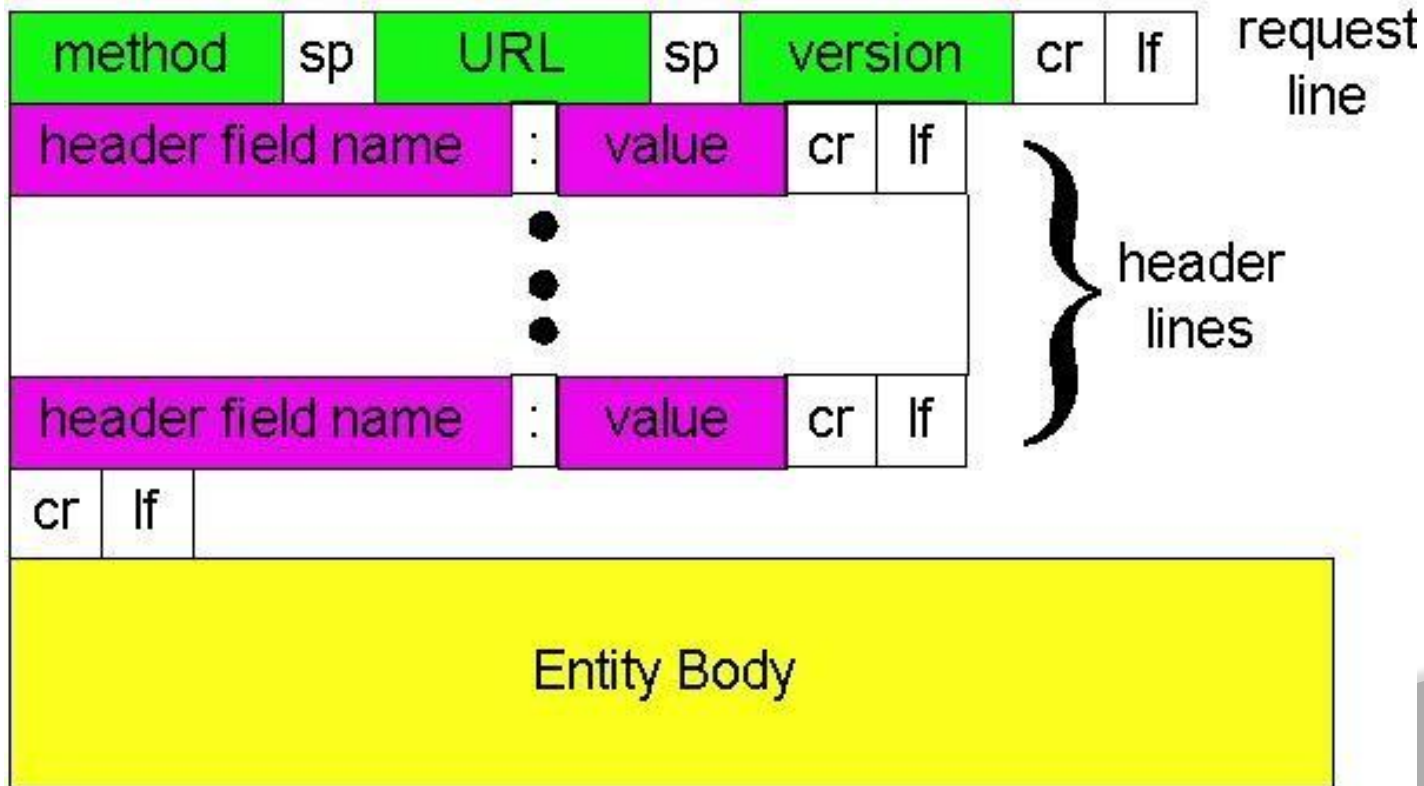 method sp URL sp version cr lf request line
header field name : value cr lf
header lines
header field name : value cr lf
cr lf
Entity Body